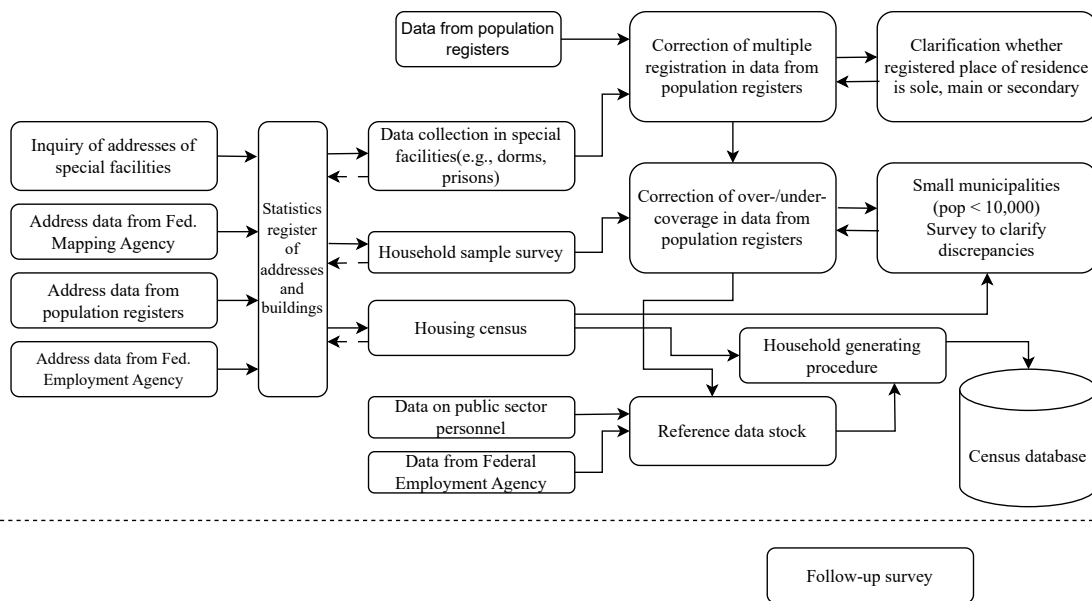 Data from population
registers
Correction of multiple
registration in data from
population registers
Clarification whether
registered place of residence
is sole, main or secondary
Inquiry of addresses of
special facilities
Address data from Fed.
Mapping Agency
Address data from
population registers
Address data from Fed.
Employment Agency
Statistics
register
of
addresses
and
buildings
Data collection in special
facilities(e.g., dorms,
prisons)
Household sample survey
Housing census
Correction of over-/under-
coverage in data from
population registers
Small municipalities
(pop < 10,000)
Survey to clarify
discrepancies
Household generating
procedure
Data on public sector
personnel
Data from Federal
Employment Agency
Reference data stock
Census database
Follow-up survey